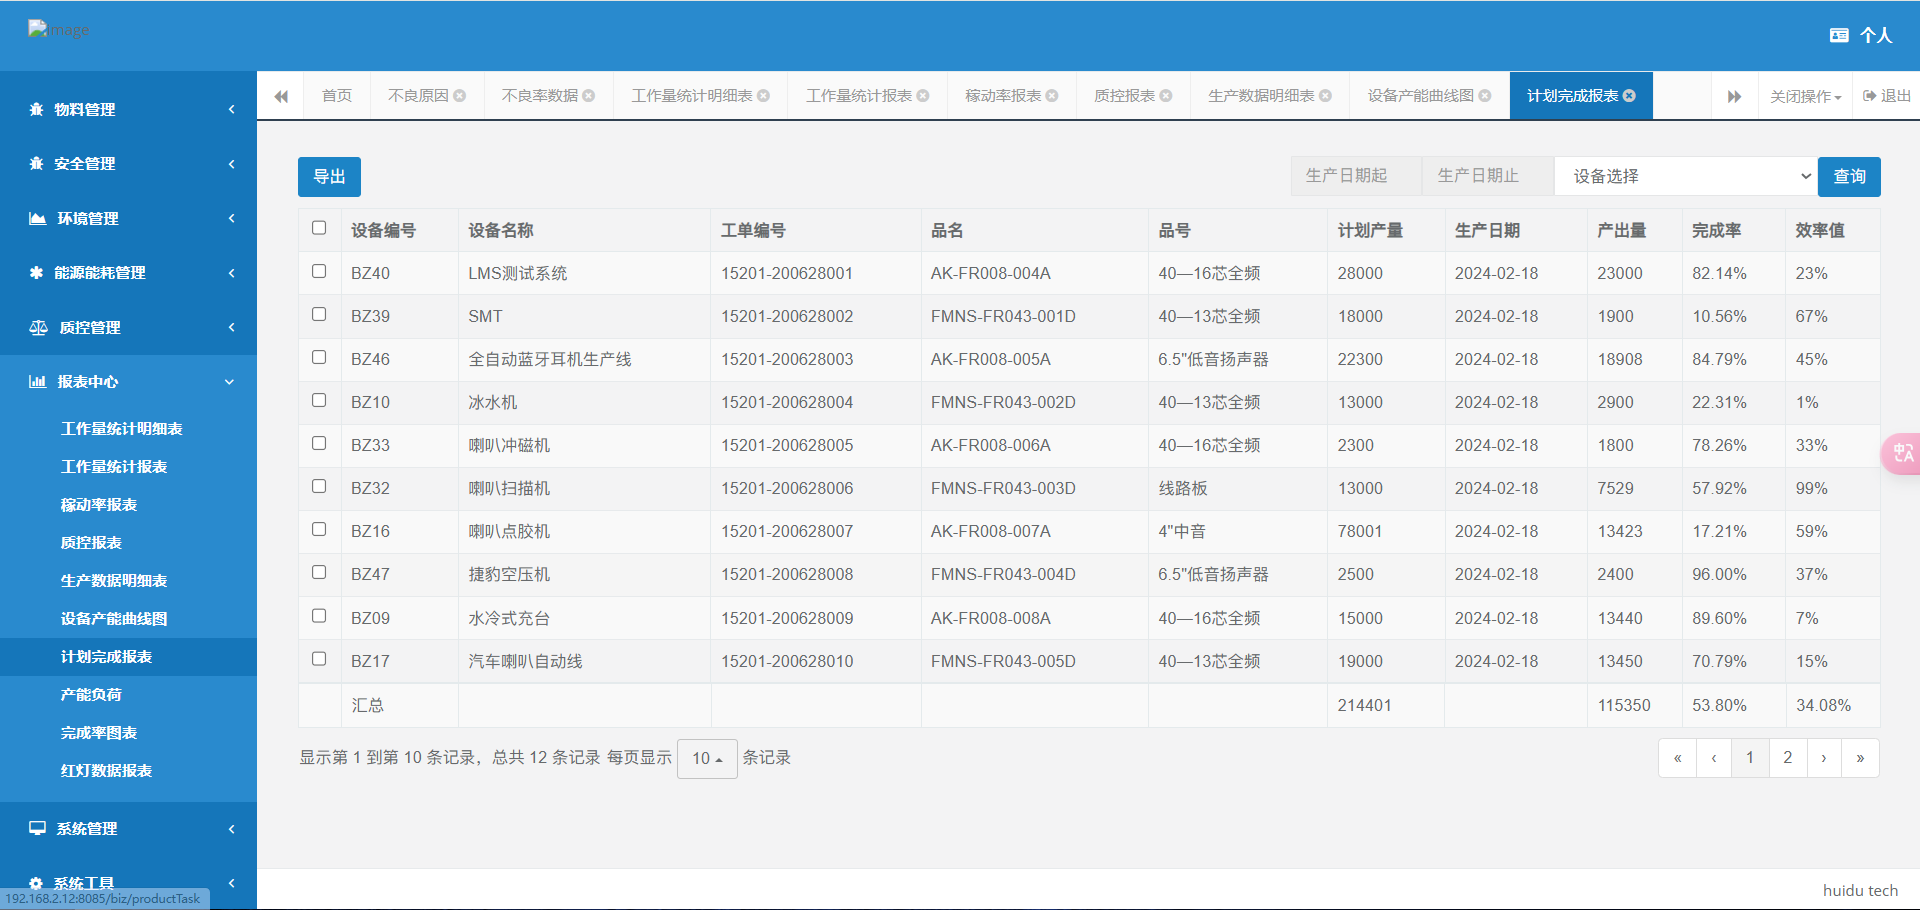 Image
个人
物料管理
安全管理
环境管理
能源能耗管理
质控管理
报表中心
工作量统计明细表
工作量统计报表
稼动率报表
质控报表
生产数据明细表
设备产能曲线图
计划完成报表
产能负荷
完成率图表
红灯数据报表
系统管理
系统工具
192.168.2.12:8085/biz/productTask
首页 不良原因 不良率数据 工作量统计明细表 工作量统计报表 稼动率报表 质控报表 生产数据明细表 设备产能曲线图 计划完成报表 关闭操作 退出
导出 生产日期起 生产日期止 设备选择 查询
设备编号 设备名称 工单编号 品名 品号 计划产量 生产日期 产出量 完成率 效率值
BZ40 LMS测试系统 15201-200628001 AK-FR008-004A 40—16芯全频 28000 2024-02-18 23000 82.14% 23%
BZ39 SMT 15201-200628002 FMNS-FR043-001D 40—13芯全频 18000 2024-02-18 1900 10.56% 67%
BZ46 全自动蓝牙耳机生产线 15201-200628003 AK-FR008-005A 6.5"低音扬声器 22300 2024-02-18 18908 84.79% 45%
BZ10 冰水机 15201-200628004 FMNS-FR043-002D 40—13芯全频 13000 2024-02-18 2900 22.31% 1%
BZ33 喇叭冲磁机 15201-200628005 AK-FR008-006A 40—16芯全频 2300 2024-02-18 1800 78.26% 33%
BZ32 喇叭扫描机 15201-200628006 FMNS-FR043-003D 线路板 13000 2024-02-18 7529 57.92% 99%
BZ16 喇叭点胶机 15201-200628007 AK-FR008-007A 4"中音 78001 2024-02-18 13423 17.21% 59%
BZ47 捷豹空压机 15201-200628008 FMNS-FR043-004D 6.5"低音扬声器 2500 2024-02-18 2400 96.00% 37%
BZ09 水冷式充台 15201-200628009 AK-FR008-008A 40—16芯全频 15000 2024-02-18 13440 89.60% 7%
BZ17 汽车喇叭自动线 15201-200628010 FMNS-FR043-005D 40—13芯全频 19000 2024-02-18 13450 70.79% 15%
汇总 214401 115350 53.80% 34.08%
显示第 1 到第 10 条记录，总共 12 条记录 每页显示 10 条记录
« ‹ 1 2 › »
中A
huidu tech